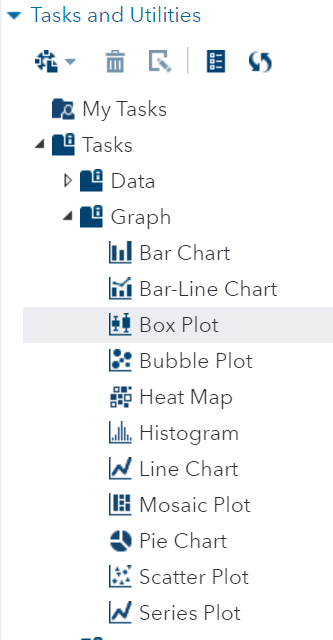 Tasks and Utilities
My Tasks
Tasks
Data
Graph
Bar Chart
Bar-Line Chart
Box Plot
Bubble Plot
Heat Map
Histogram
Line Chart
Mosaic Plot
Pie Chart
Scatter Plot
Series Plot